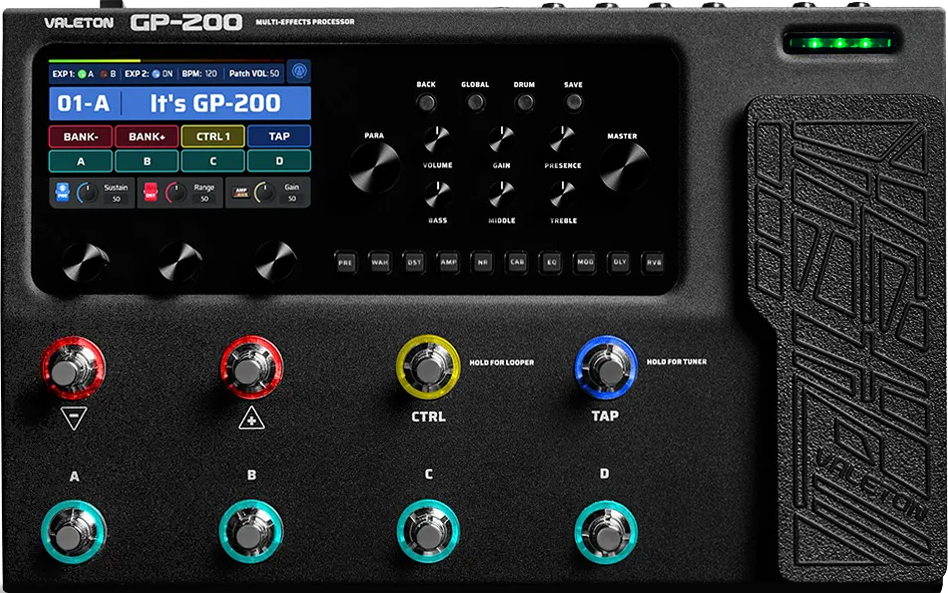 VALETON GP-200 MULTI-EFFECTS PROCESSOR
EXP 1: A B EXP 2: ON BPM: 120 Patch VOL: 50
01-A It's GP-200
BANK- BANK+ CTRL 1 TAP
A B C D
PRE Sustain 50 DST Range 50 AMP Gain 50
BACK GLOBAL DRUM SAVE
PARA MASTER
VOLUME GAIN PRESENCE
BASS MIDDLE TREBLE
PRE WAH DST AMP NR CAB EQ MOD DLY RVB
HOLD FOR LOOPER HOLD FOR TUNER
- + CTRL TAP
A B C D
VALETON